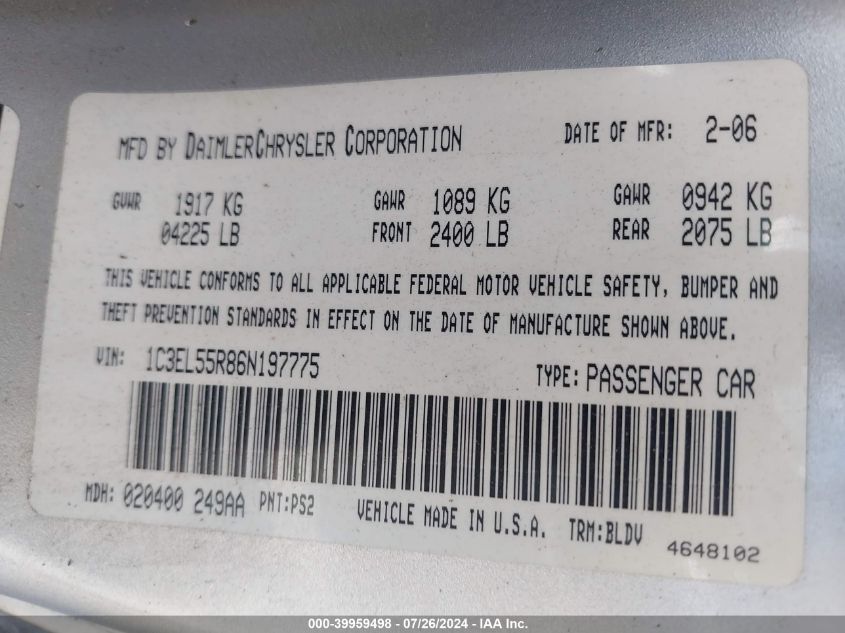 MFD BY DAIMLERCHRYSLER CORPORATION DATE OF MFR: 2-06
GVWR 1917 KG GAWR 1089 KG GAWR 0942 KG
04225 LB FRONT 2400 LB REAR 2075 LB
THIS VEHICLE CONFORMS TO ALL APPLICABLE FEDERAL MOTOR VEHICLE SAFETY, BUMPER AND
THEFT PREVENTION STANDARDS IN EFFECT ON THE DATE OF MANUFACTURE SHOWN ABOVE.
VIN: 1C3EL55R86N197775 TYPE: PASSENGER CAR
MDH: 020400 249AA PNT:PS2 VEHICLE MADE IN U.S.A. TRM:BLDV
4648102
000-39959498 - 07/26/2024 - IAA Inc.